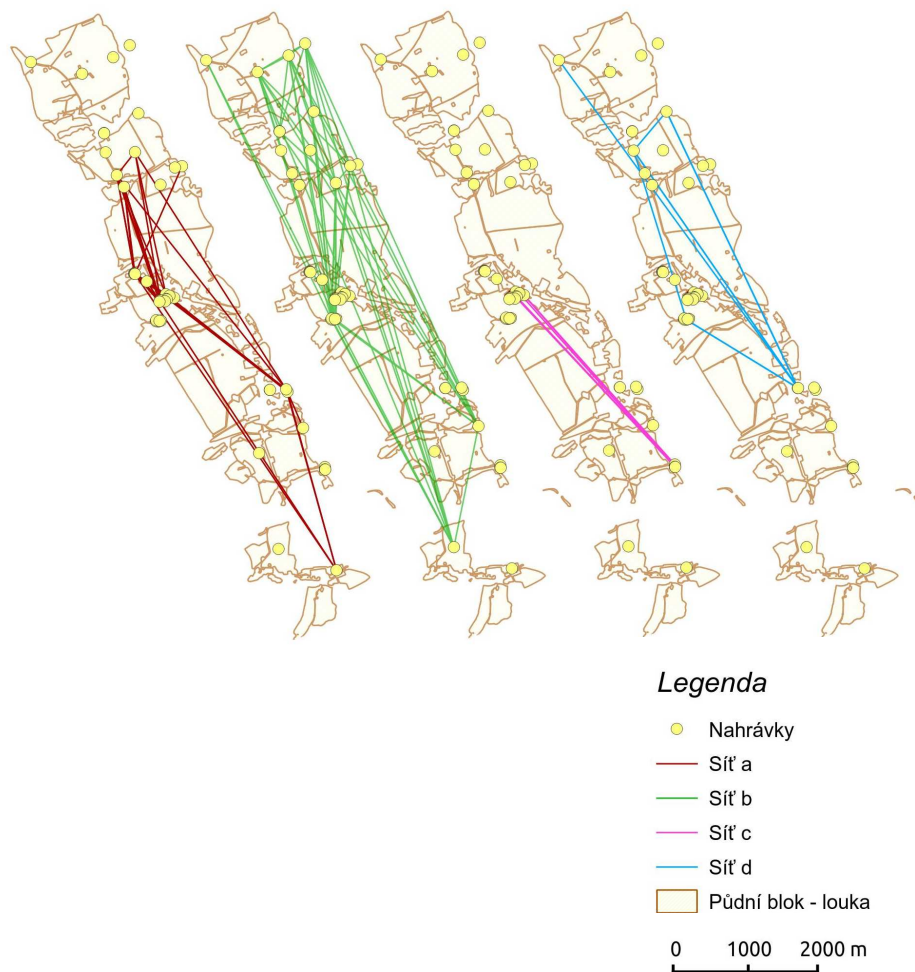 Legenda
Nahrávky
Síť a
Síť b
Síť c
Síť d
Půdní blok - louka
0 1000 2000 m